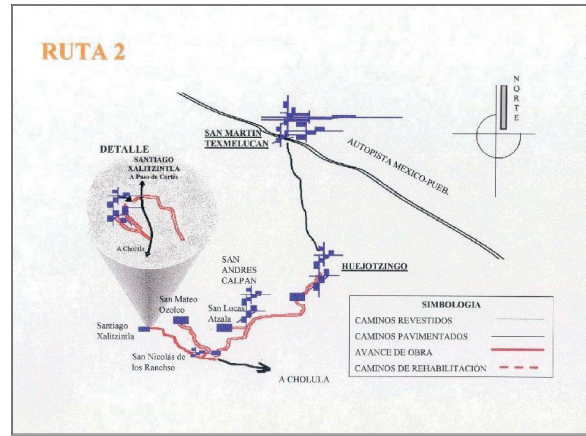 RUTA 2
NORTE
SAN MARTIN
TEXMELUCAN
AUTOPISTA MEXICO-PUEB.
DETALLE
SANTIAGO
XALITZINTLA
A Paso de Cortés
A Cholula
SAN
ANDRES
CALPAN
HUEJOTZINGO
San Mateo
Ozolco
San Lucas
Atzala
Santiago
Xalitzintla
San Nicolás de
los Ranchso
A CHOLULA
SIMBOLOGIA
CAMINOS REVESTIDOS
CAMINOS PAVIMENTADOS
AVANCE DE OBRA
CAMINOS DE REHABILITACIÓN